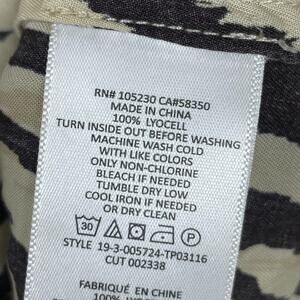 RN# 105230 CA#58350
MADE IN CHINA
100% LYOCELL
TURN INSIDE OUT BEFORE WASHING
MACHINE WASH COLD
WITH LIKE COLORS
ONLY NON-CHLORINE
BLEACH IF NEEDED
TUMBLE DRY LOW
COOL IRON IF NEEDED
OR DRY CLEAN
30
STYLE 19-3-005724-TP03116
CUT 002338
FABRIQUÉ EN CHINE
100% LYOCELL